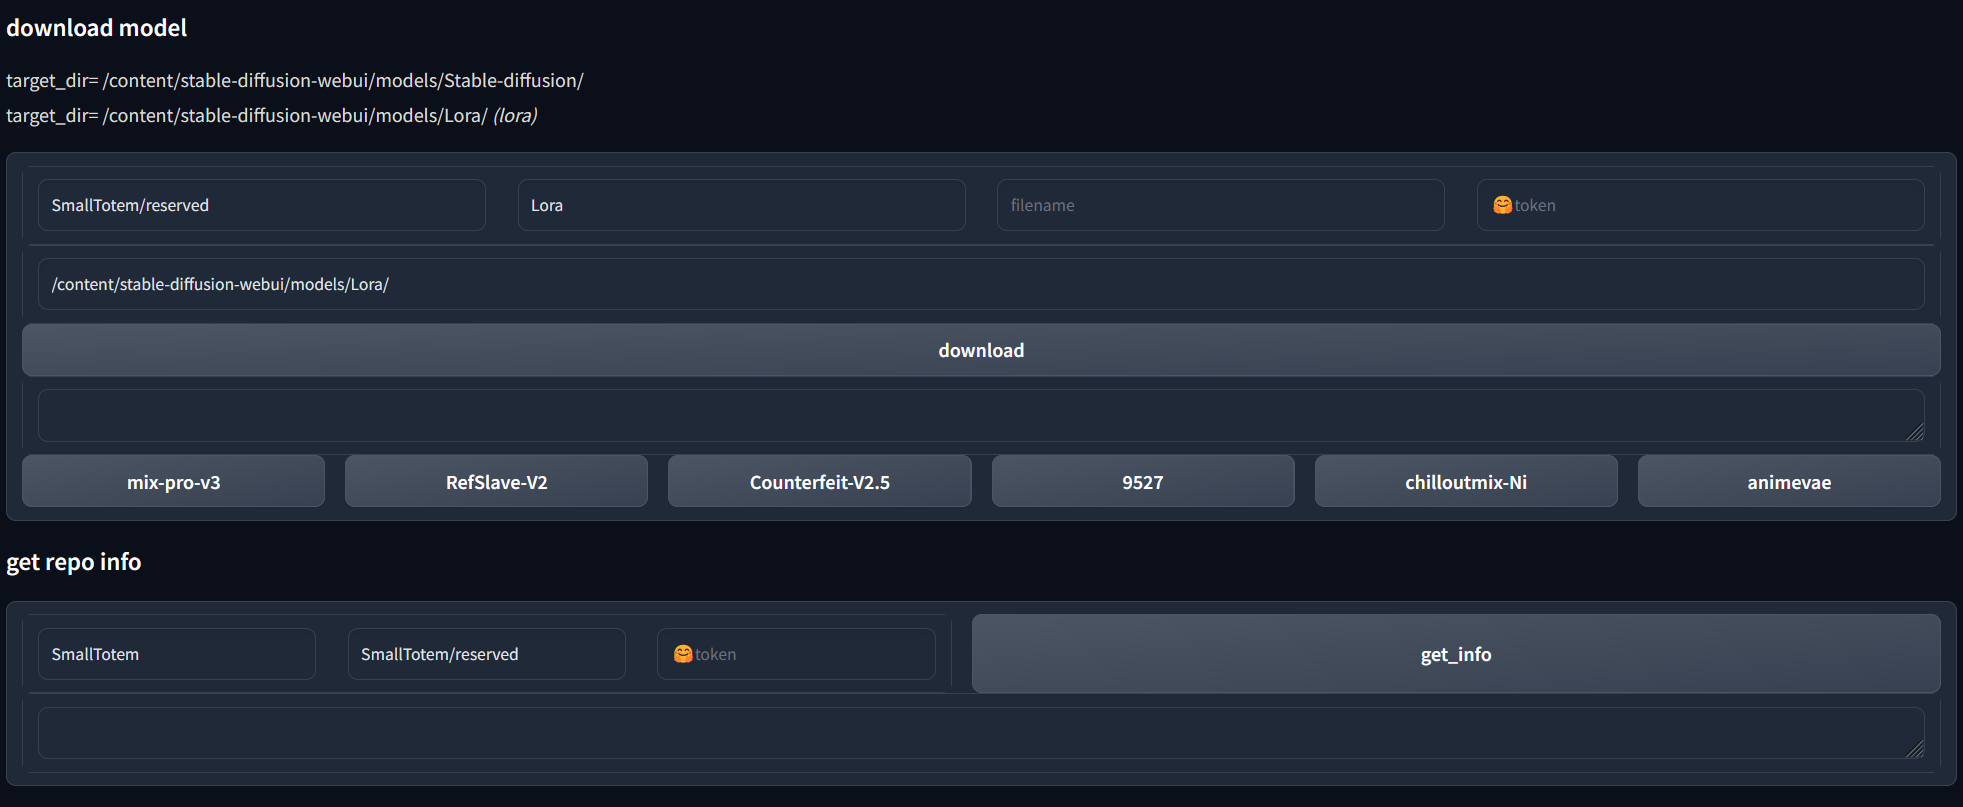 download model
target_dir= /content/stable-diffusion-webui/models/Stable-diffusion/
target_dir= /content/stable-diffusion-webui/models/Lora/ (lora)
SmallTotem/reserved Lora filename 🤗token
/content/stable-diffusion-webui/models/Lora/
download
mix-pro-v3 RefSlave-V2 Counterfeit-V2.5 9527 chilloutmix-Ni animevae
get repo info
SmallTotem SmallTotem/reserved 🤗token get_info